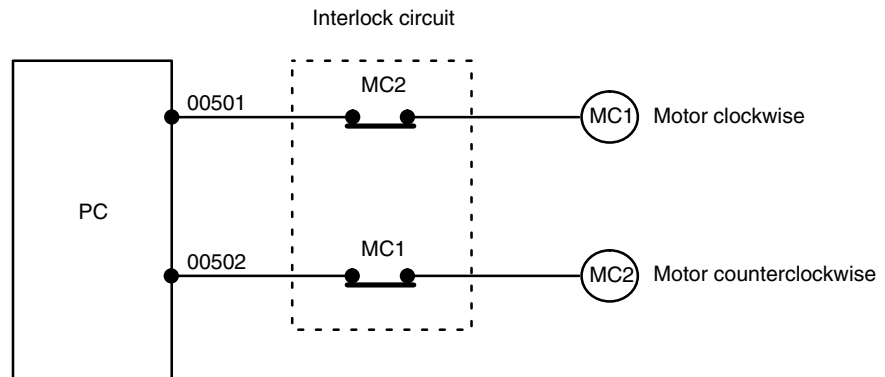 Interlock circuit
00501
MC2
MC1
Motor clockwise
PC
00502
MC1
MC2
Motor counterclockwise